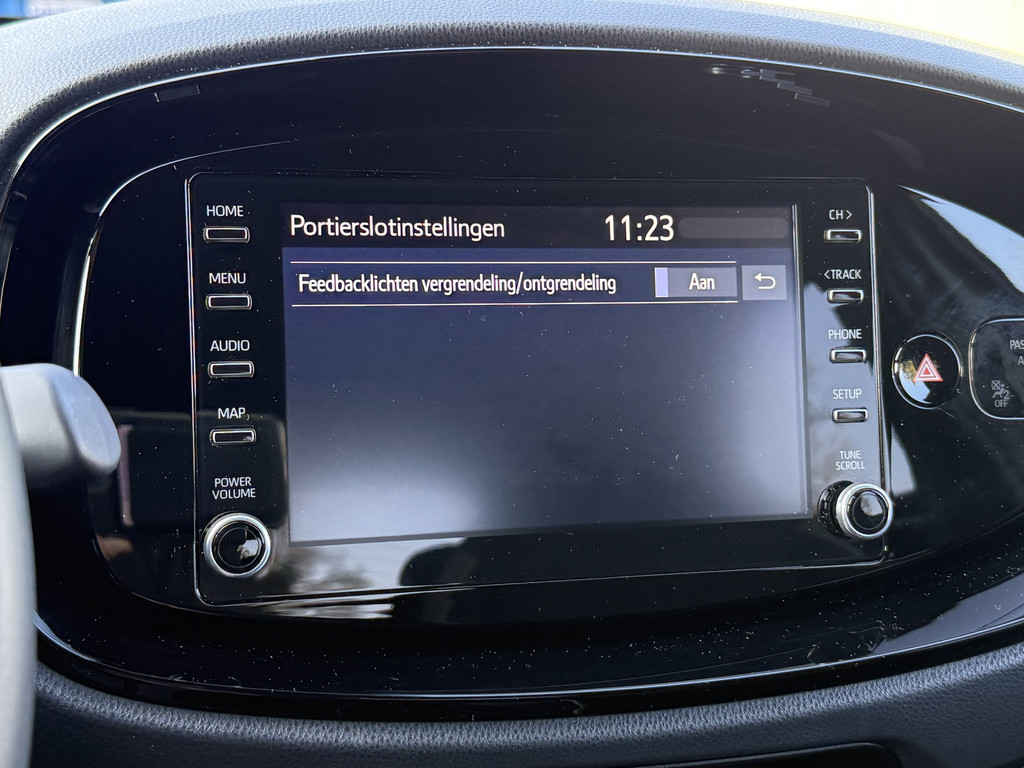 HOME
MENU
AUDIO
MAP
POWER
VOLUME
Portierslotinstellingen 11:23
Feedbacklichten vergrendeling/ontgrendeling Aan
CH >
< TRACK
PHONE
SETUP
TUNE
SCROLL
OFF